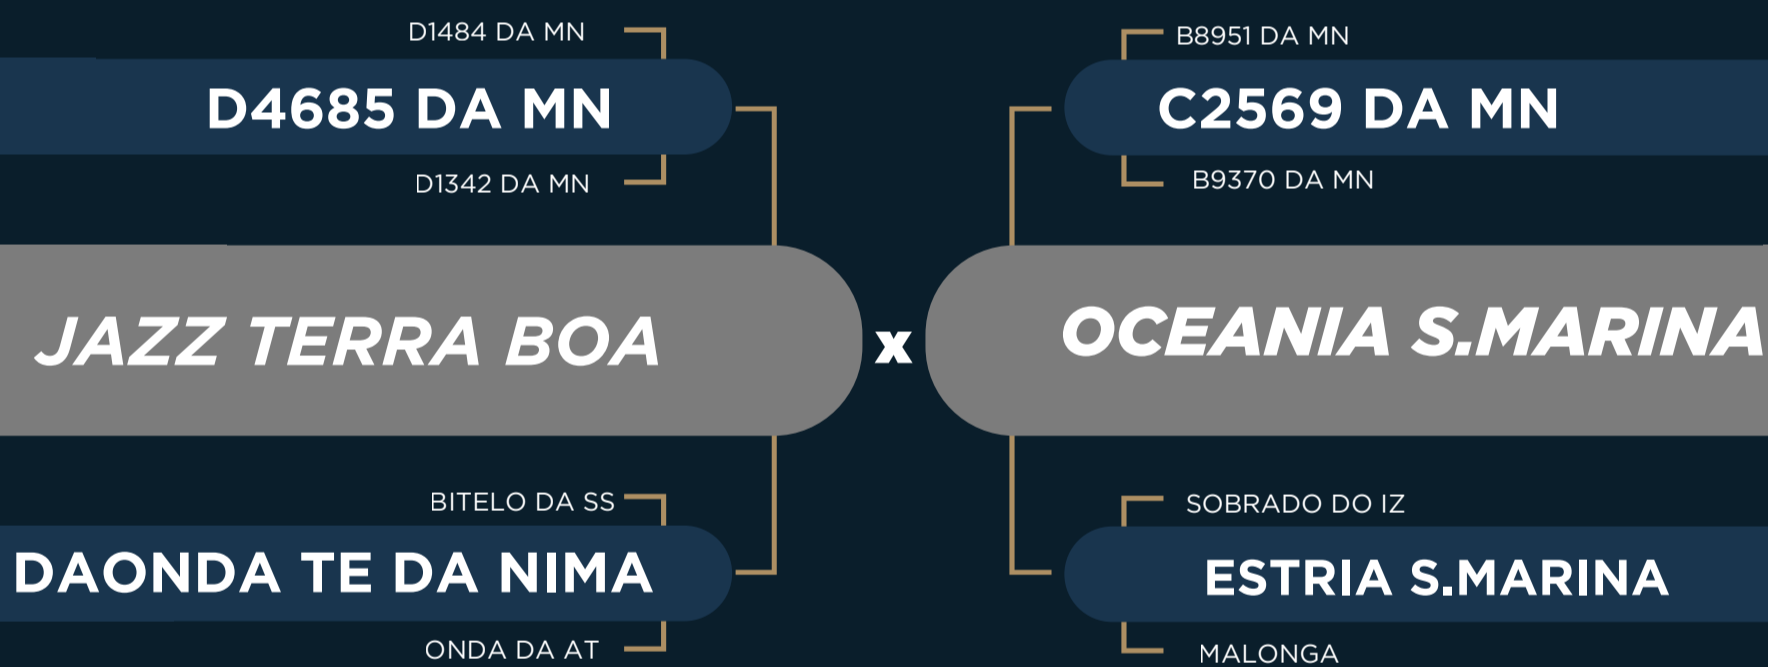 D1484 DA MN
D4685 DA MN
D1342 DA MN
JAZZ TERRA BOA
BITELO DA SS
DAONDA TE DA NIMA
ONDA DA AT
x
B8951 DA MN
C2569 DA MN
B9370 DA MN
OCEANIA S.MARINA
SOBRADO DO IZ
ESTRIA S.MARINA
MALONGA